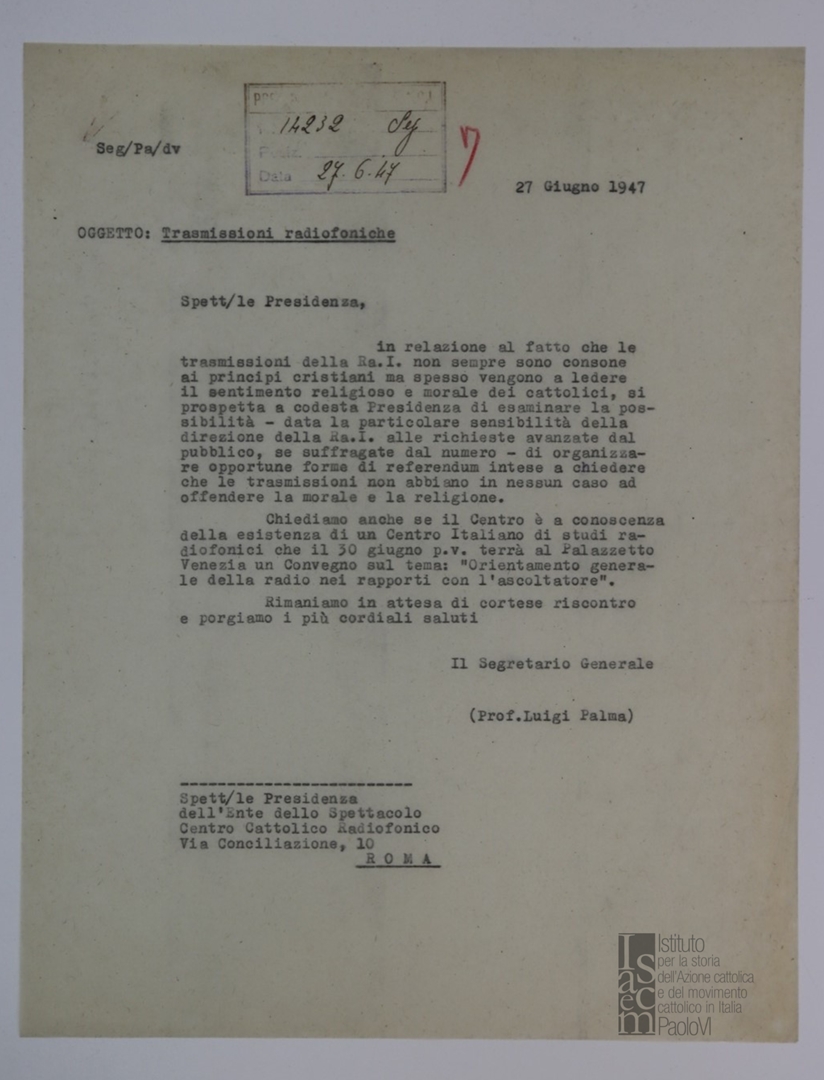 Seg/Pa/dv
14232 Seg
Data 27.6.47
27 Giugno 1947
OGGETTO: Trasmissioni radiofoniche
Spett/le Presidenza,
in relazione al fatto che le
trasmissioni della Ra.I. non sempre sono consone
ai principi cristiani ma spesso vengono a ledere
il sentimento religioso e morale dei cattolici, si
prospetta a codesta Presidenza di esaminare la pos-
sibilità - data la particolare sensibilità della
direzione della Ra.I. alle richieste avanzate dal
pubblico, se suffragate dal numero - di organizza-
re opportune forme di referendum intese a chiedere
che le trasmissioni non abbiano in nessun caso ad
offendere la morale e la religione.
Chiediamo anche se il Centro è a conoscenza
della esistenza di un Centro Italiano di studi ra-
diofonici che il 30 giugno p.v. terrà al Palazzetto
Venezia un Convegno sul tema: "Orientamento genera-
le della radio nei rapporti con l'ascoltatore".
Rimaniamo in attesa di cortese riscontro
e porgiamo i più cordiali saluti
Il Segretario Generale
(Prof.Luigi Palma)
Spett/le Presidenza
dell'Ente dello Spettacolo
Centro Cattolico Radiofonico
Via Conciliazione, 10
R O M A
Isacem
Istituto
per la storia
dell'Azione cattolica
e del movimento
cattolico in Italia
PaoloVI